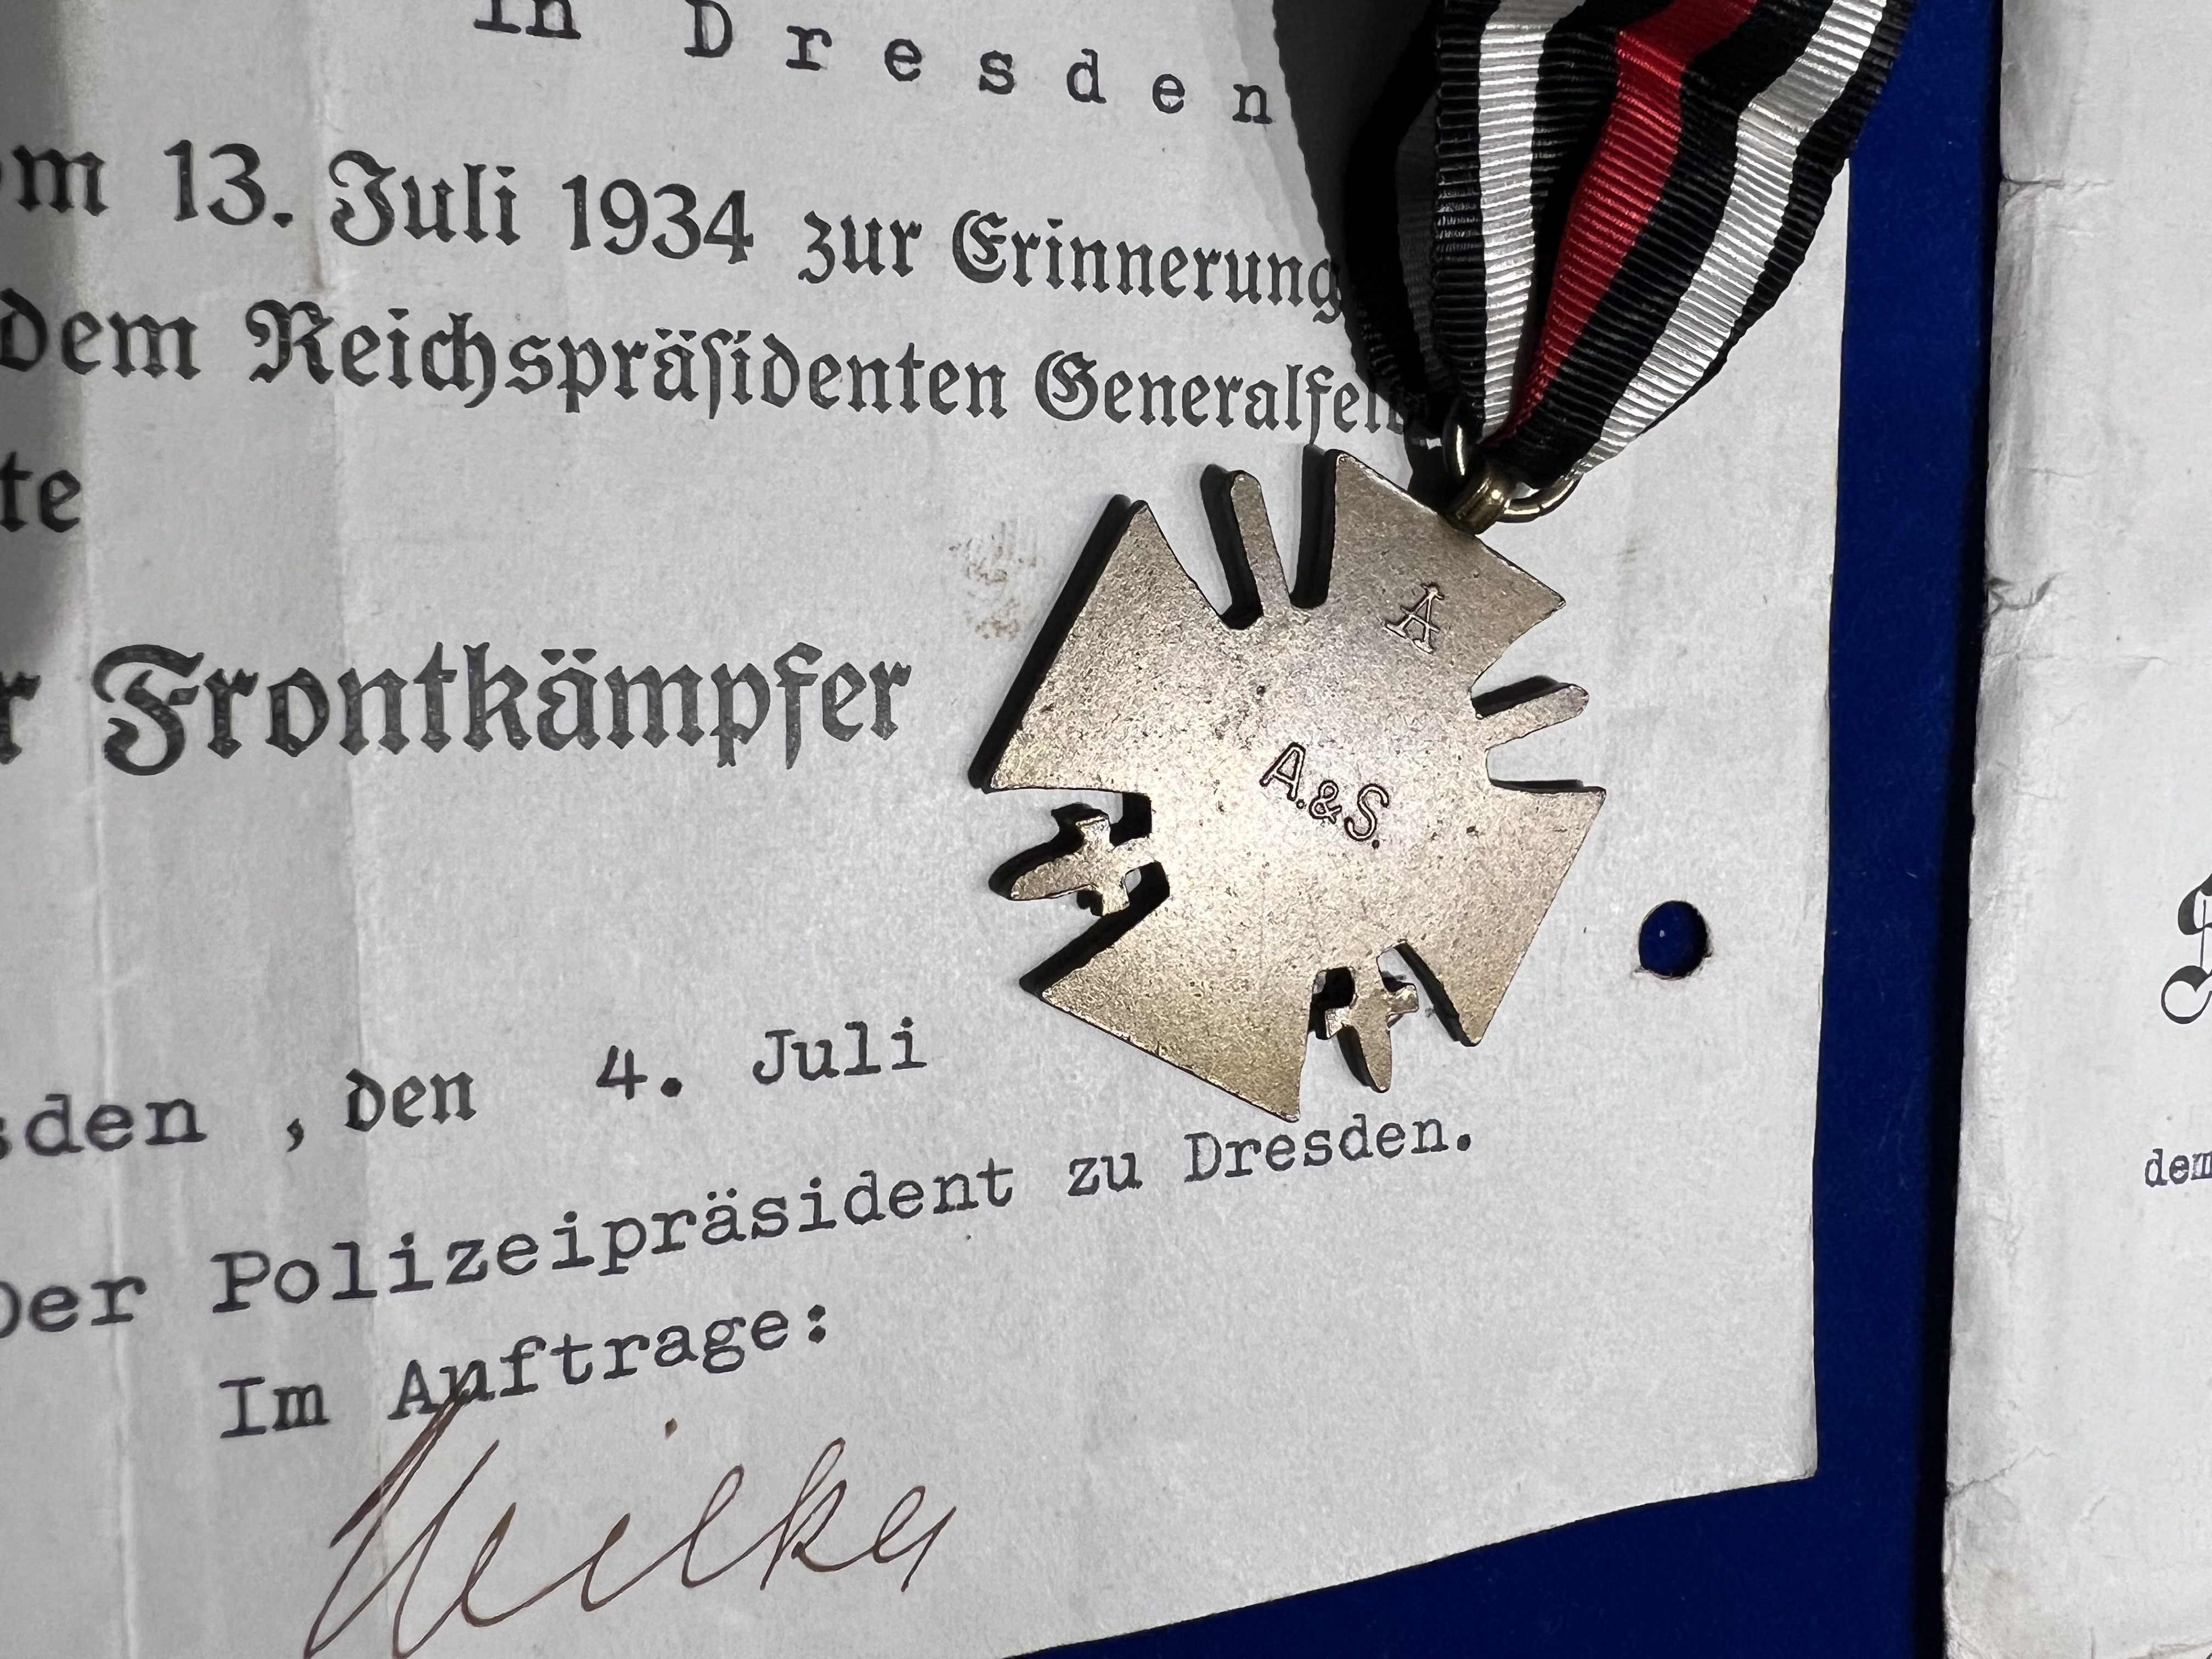 in Dresden
om 13. Juli 1934 zur Erinnerung
dem Reichspräsidenten Generalfeld
te
r Frontkämpfer
A
A.&S.
sden, den 4. Juli
Der Polizeipräsident zu Dresden.
Im Auftrage:
dem